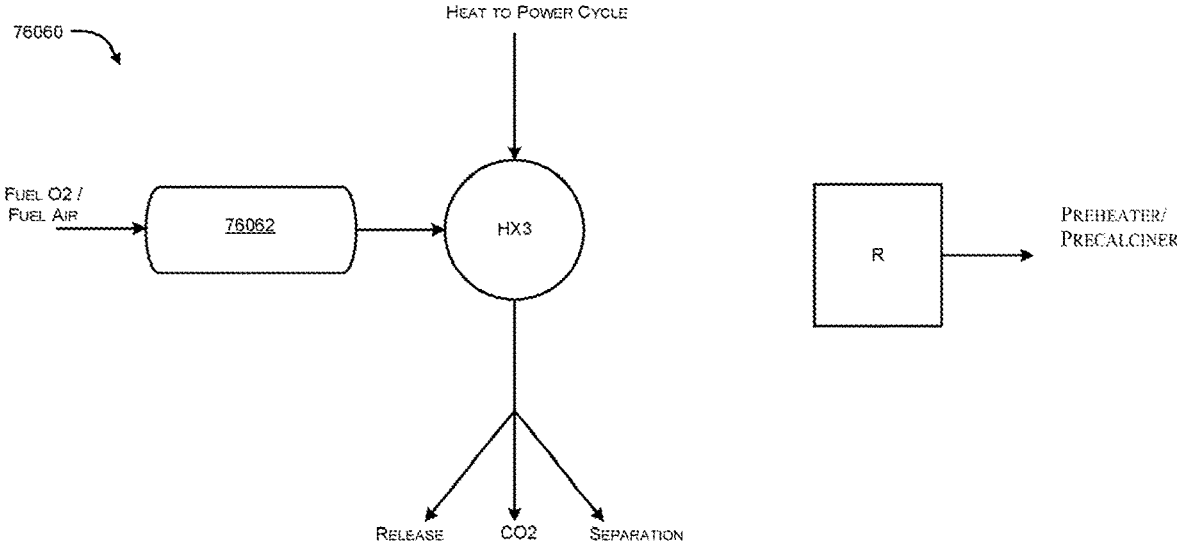 HEAT TO POWER CYCLE
76060
FUEL O2 /
FUEL AIR
76062
HX3
R
PREHEATER/
PRECALCINER
RELEASE
CO2
SEPARATION